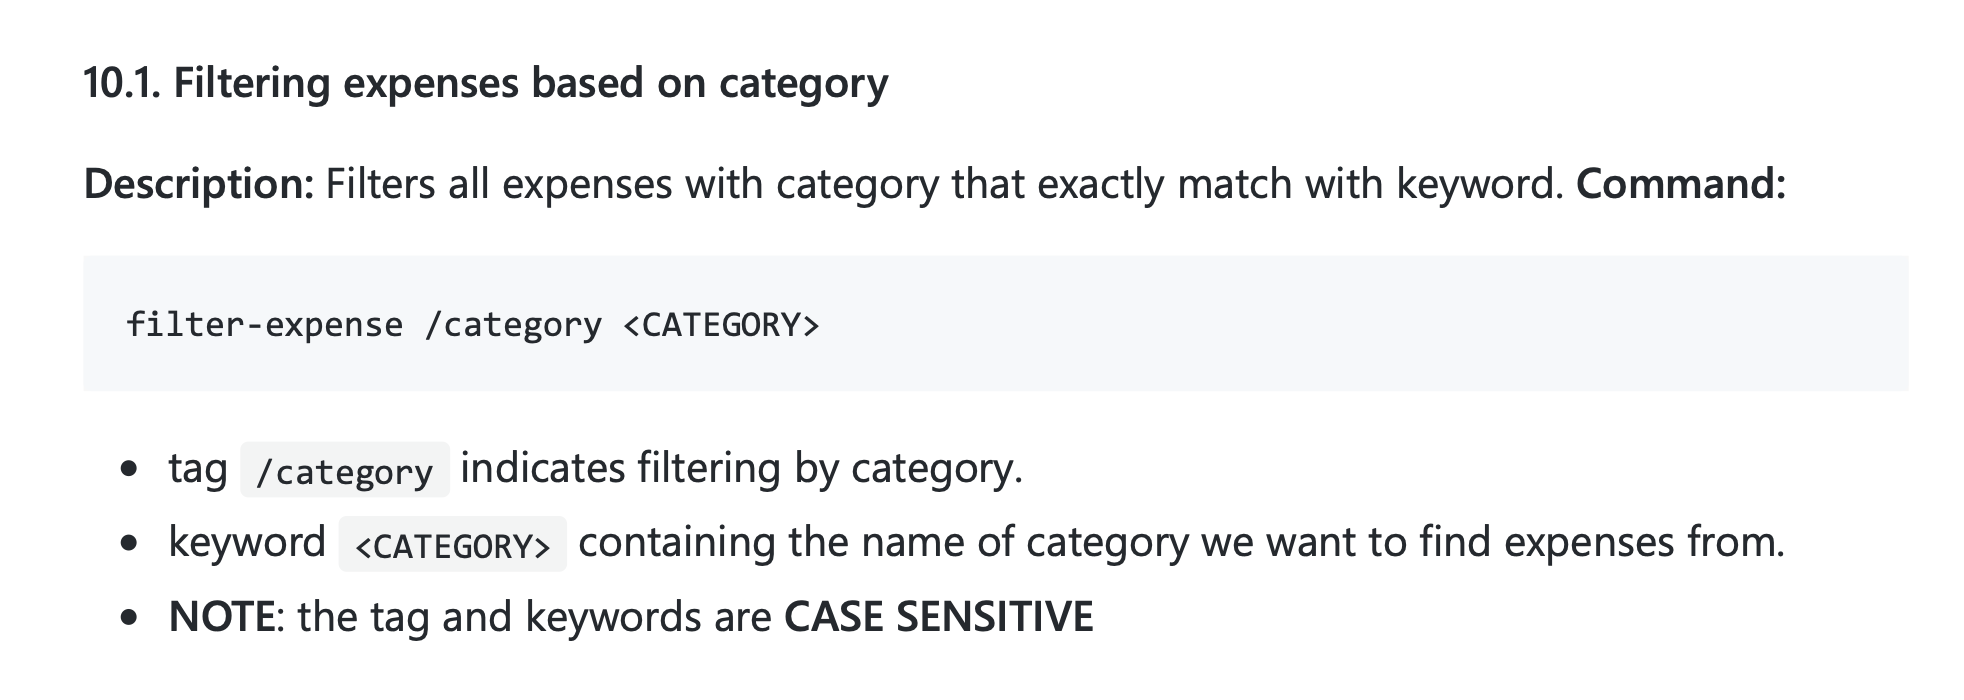 10.1. Filtering expenses based on category
Description: Filters all expenses with category that exactly match with keyword. Command:
filter-expense /category <CATEGORY>
• tag /category indicates filtering by category.
• keyword <CATEGORY> containing the name of category we want to find expenses from.
• NOTE: the tag and keywords are CASE SENSITIVE